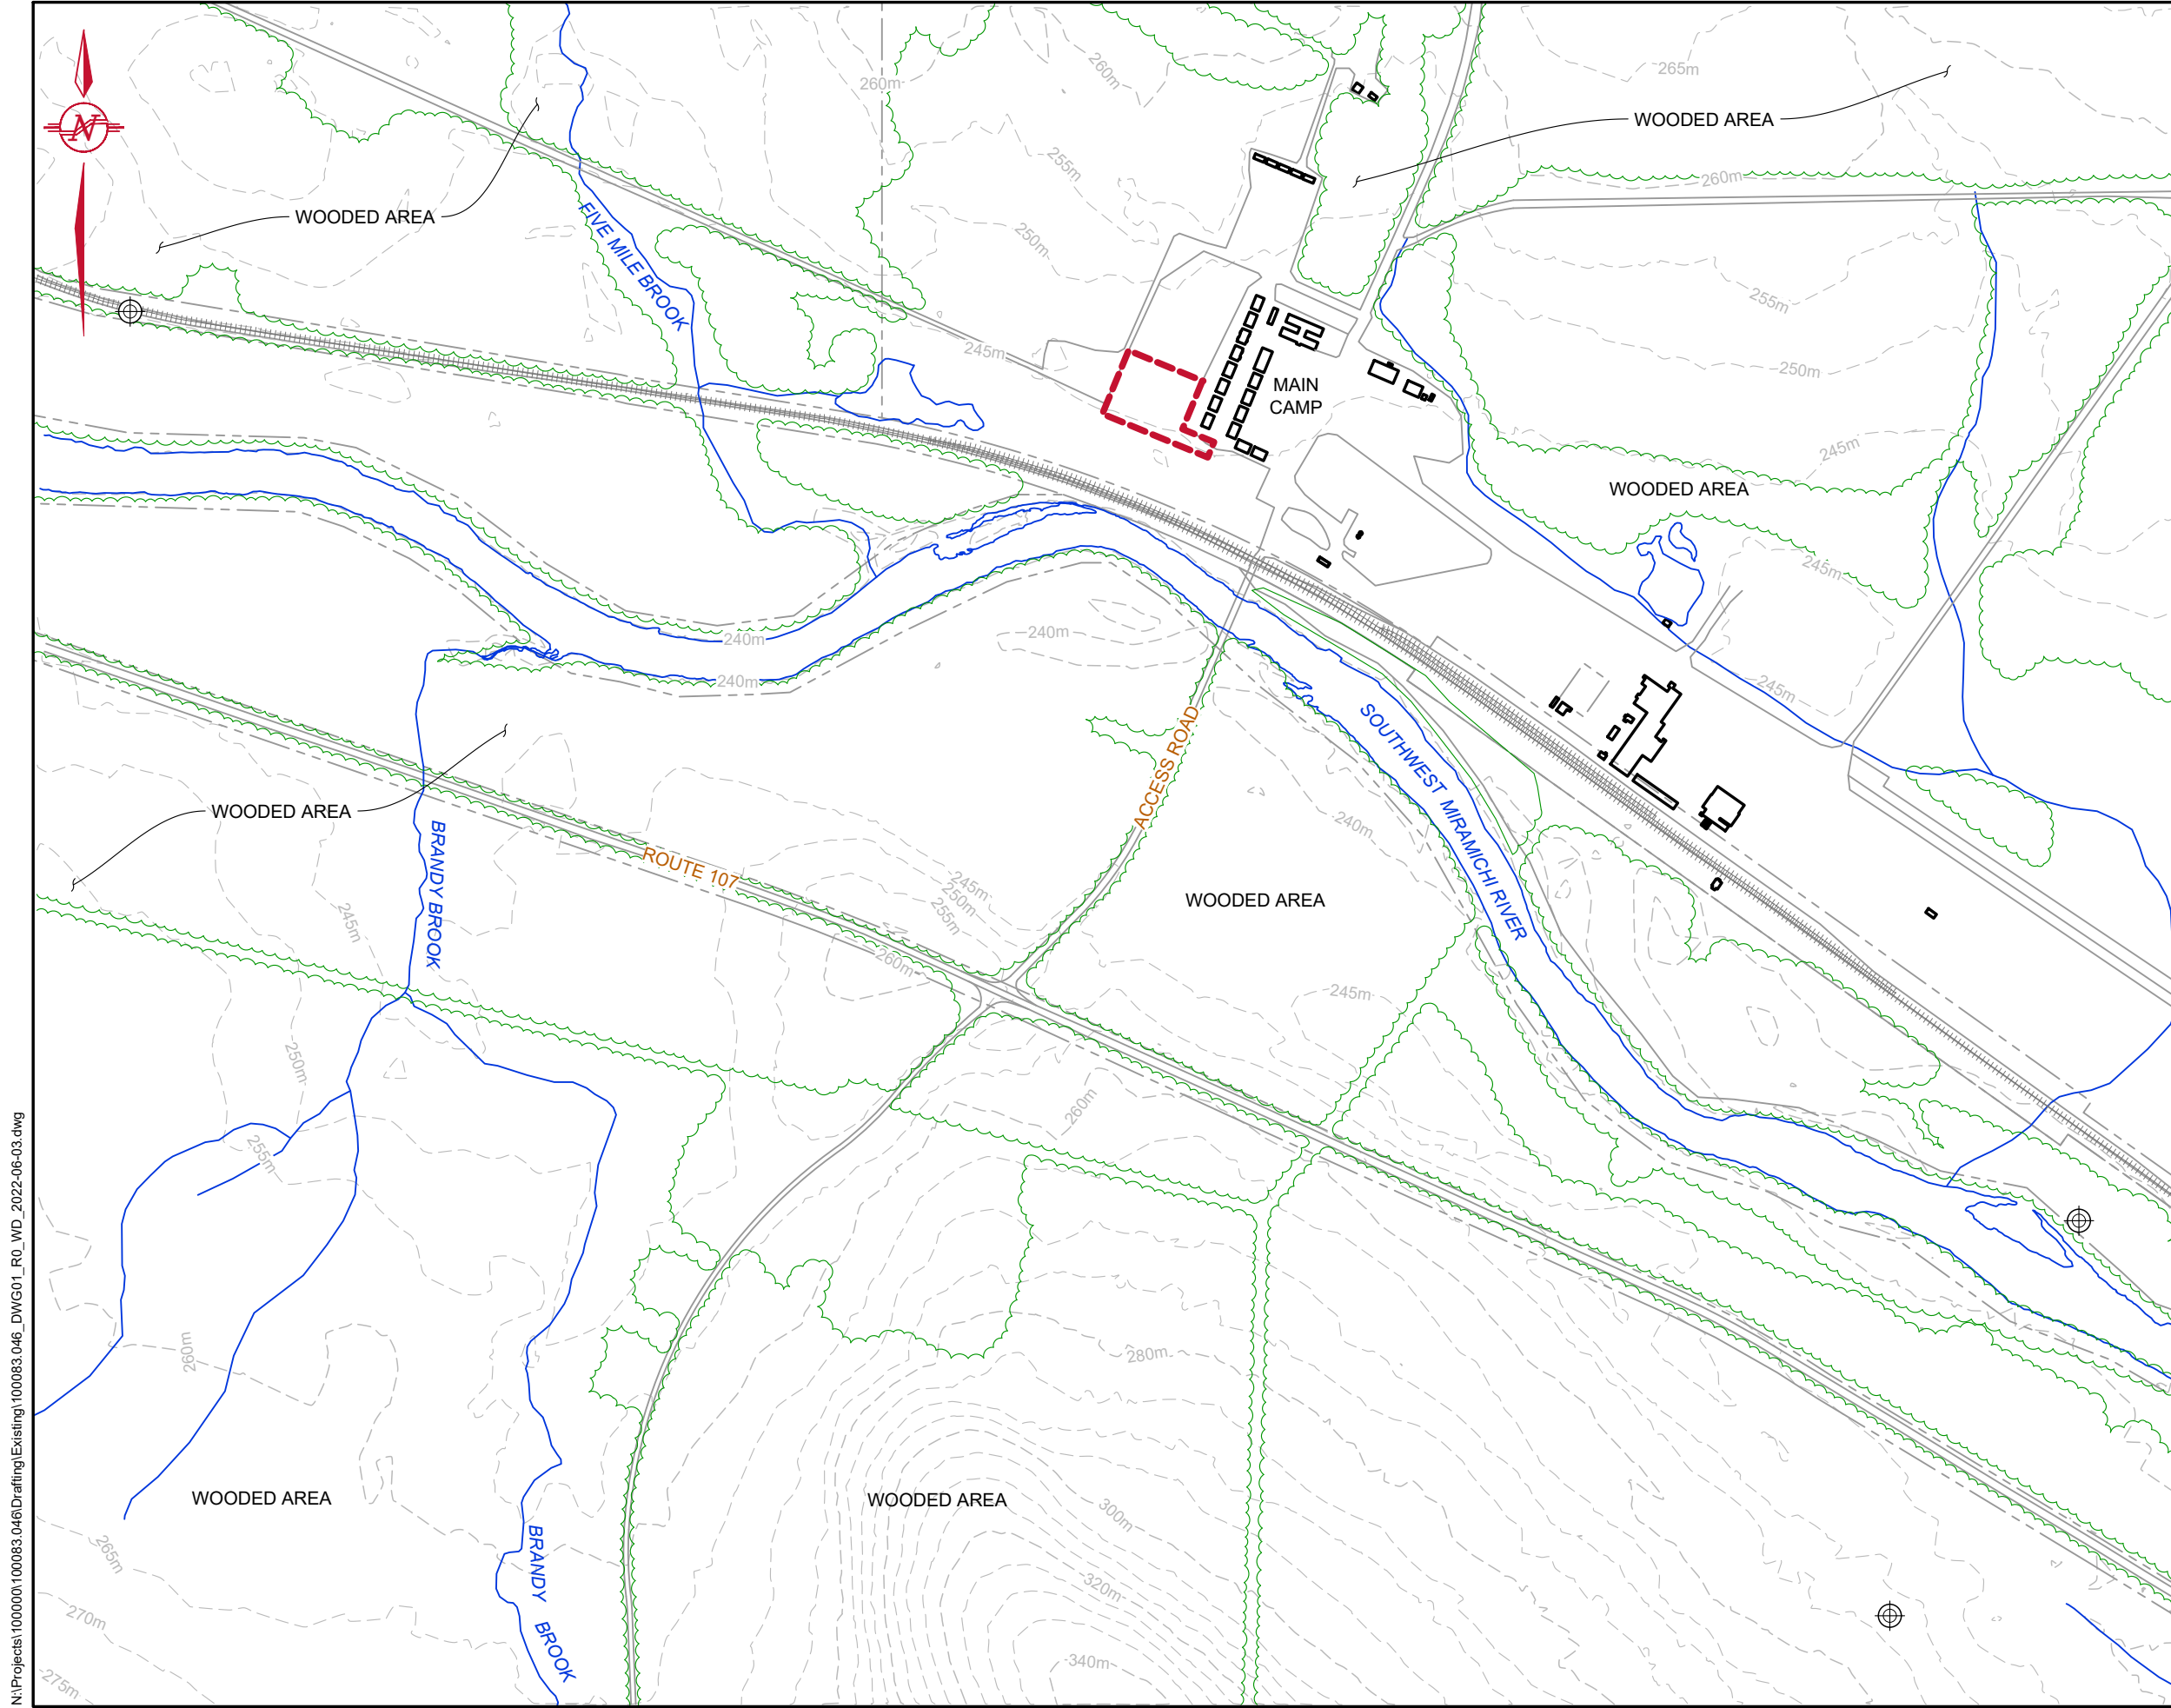 260m
260m
265m
WOODED AREA
255m
260m
N
WOODED AREA
FIVE MILE BROOK
250m
255m
245m
250m
MAIN
CAMP
245m
WOODED AREA
245m
240m
240m
240m
245m
SOUTHWEST MIRAMICHI RIVER
ACCESS ROAD
WOODED AREA
240m
BRANDY BROOK
ROUTE 107
245m
250m
255m
WOODED AREA
245m
260m
245m
250m
260m
255m
260m
280m
WOODED AREA
WOODED AREA
300m
265m
BRANDY BROOK
320m
270m
340m
275m
N:\Projects\100000\100083.046\Drafting\Existing\100083.046_DWG01_R0_WD_2022-06-03.dwg